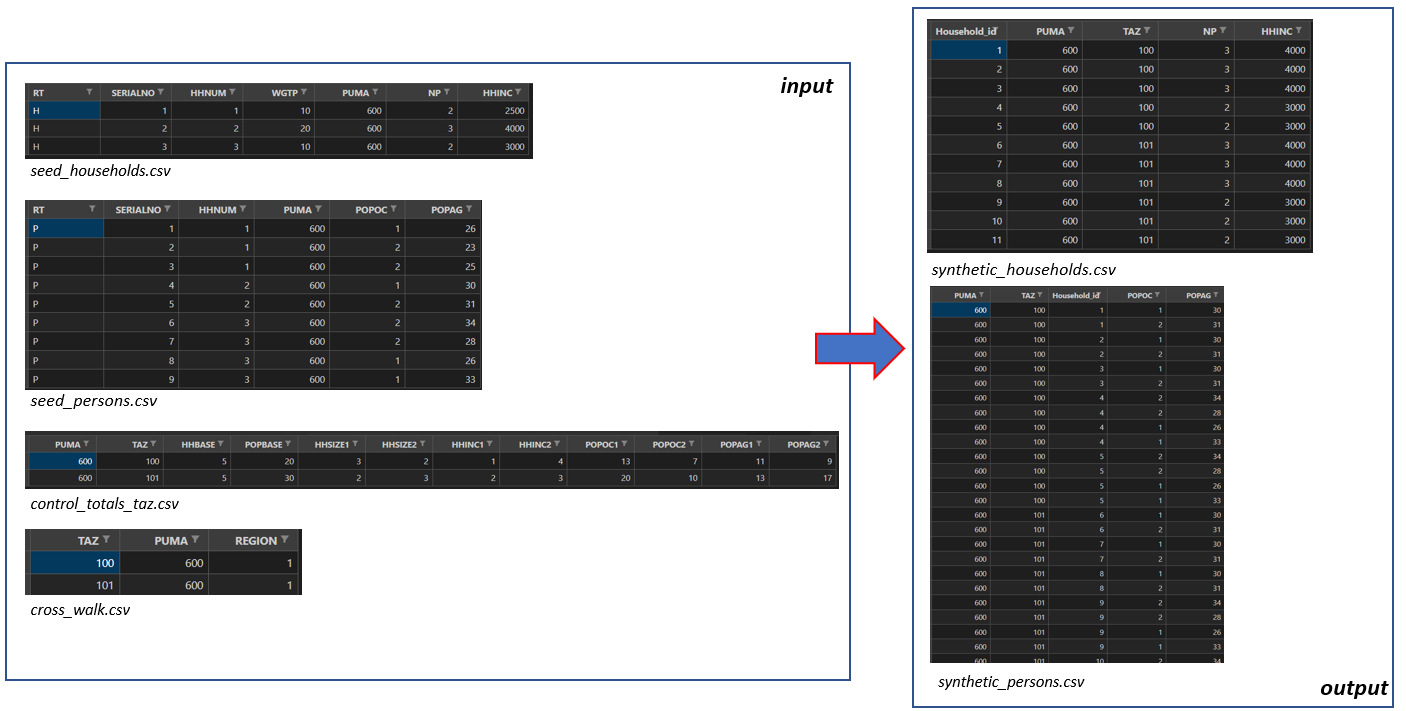 input
RT SERIALNO HHNUM WGTP PUMA NP HHINC
H 1 1 10 600 2 2500
H 2 2 20 600 3 4000
H 3 3 10 600 2 3000
seed_households.csv
RT SERIALNO HHNUM PUMA POPOC POPAG
P 1 1 600 1 26
P 2 1 600 2 23
P 3 1 600 2 25
P 4 2 600 1 30
P 5 2 600 2 31
P 6 3 600 2 34
P 7 3 600 2 28
P 8 3 600 1 26
P 9 3 600 1 33
seed_persons.csv
PUMA TAZ HHBASE POPBASE HHSIZE1 HHSIZE2 HHINC1 HHINC2 POPOC1 POPOC2 POPAG1 POPAG2
600 100 5 20 3 2 1 4 13 7 11 9
600 101 5 30 2 3 2 3 20 10 13 17
control_totals_taz.csv
TAZ PUMA REGION
100 600 1
101 600 1
cross_walk.csv
Household_id PUMA TAZ NP HHINC
1 600 100 3 4000
2 600 100 3 4000
3 600 100 3 4000
4 600 100 2 3000
5 600 100 2 3000
6 600 101 3 4000
7 600 101 3 4000
8 600 101 3 4000
9 600 101 2 3000
10 600 101 2 3000
11 600 101 2 3000
synthetic_households.csv
PUMA TAZ Household_id POPOC POPAG
600 100 1 1 30
600 100 1 2 31
600 100 2 1 30
600 100 2 2 31
600 100 3 1 30
600 100 3 2 31
600 100 4 2 34
600 100 4 2 28
600 100 4 1 26
600 100 4 1 33
600 100 5 2 34
600 100 5 2 28
600 100 5 1 26
600 100 5 1 33
600 101 6 1 30
600 101 6 2 31
600 101 7 1 30
600 101 7 2 31
600 101 8 1 30
600 101 8 2 31
600 101 9 2 34
600 101 9 2 28
600 101 9 1 26
600 101 9 1 33
600 101 10 2 34
synthetic_persons.csv
output